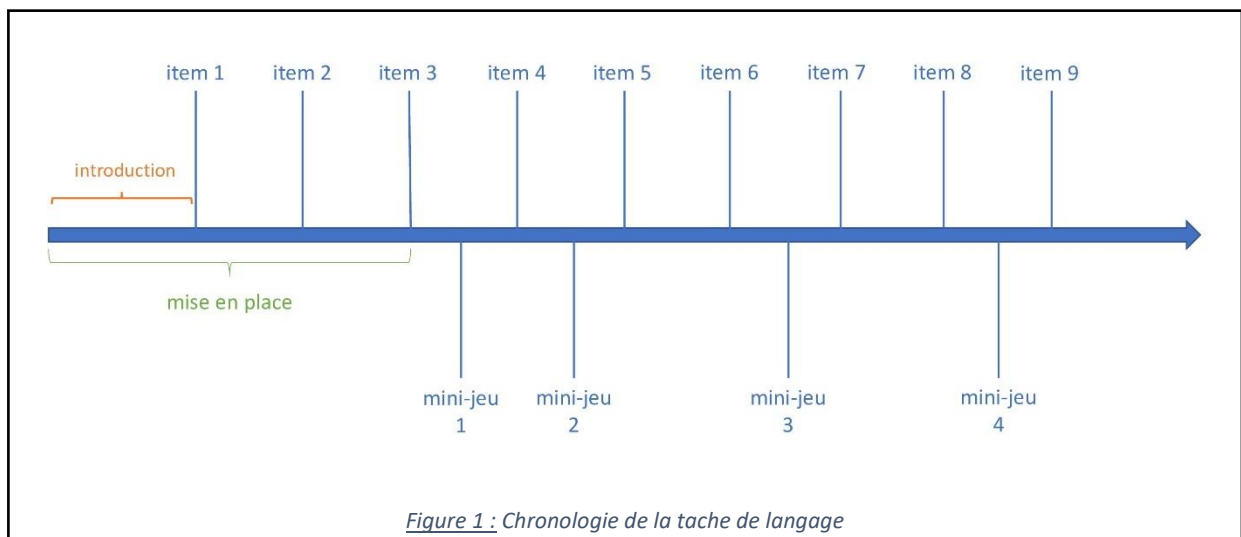 item 1 item 2 item 3 item 4 item 5 item 6 item 7 item 8 item 9
introduction
mise en place
mini-jeu 1
mini-jeu 2
mini-jeu 3
mini-jeu 4
Figure 1 : Chronologie de la tache de langage